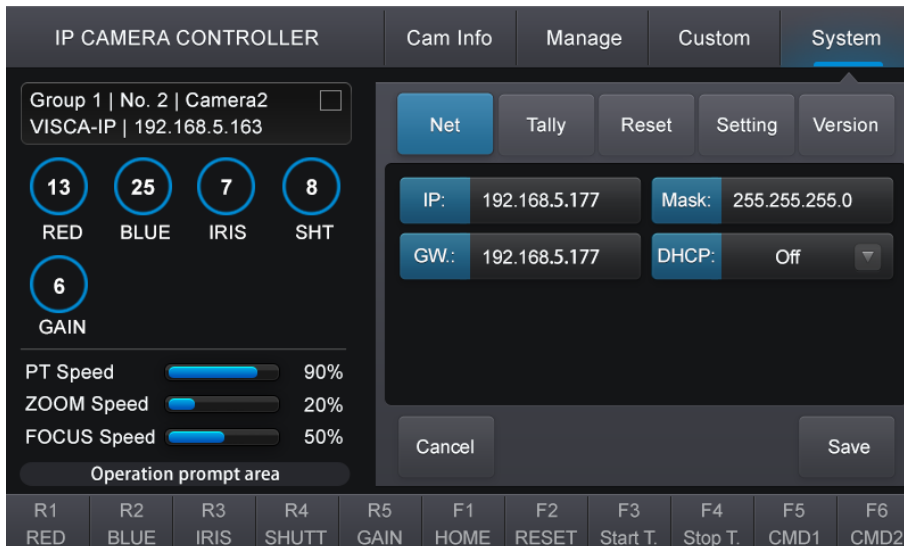 IP CAMERA CONTROLLER
Cam Info
Manage
Custom
System
Group 1 | No. 2 | Camera2
VISCA-IP | 192.168.5.163
13
25
7
8
RED
BLUE
IRIS
SHT
6
GAIN
PT Speed 90%
ZOOM Speed 20%
FOCUS Speed 50%
Operation prompt area
Net
Tally
Reset
Setting
Version
IP: 192.168.5.177
Mask: 255.255.255.0
GW.: 192.168.5.177
DHCP: Off
Cancel
Save
R1 R2 R3 R4 R5 F1 F2 F3 F4 F5 F6
RED BLUE IRIS SHUTT GAIN HOME RESET Start T. Stop T. CMD1 CMD2